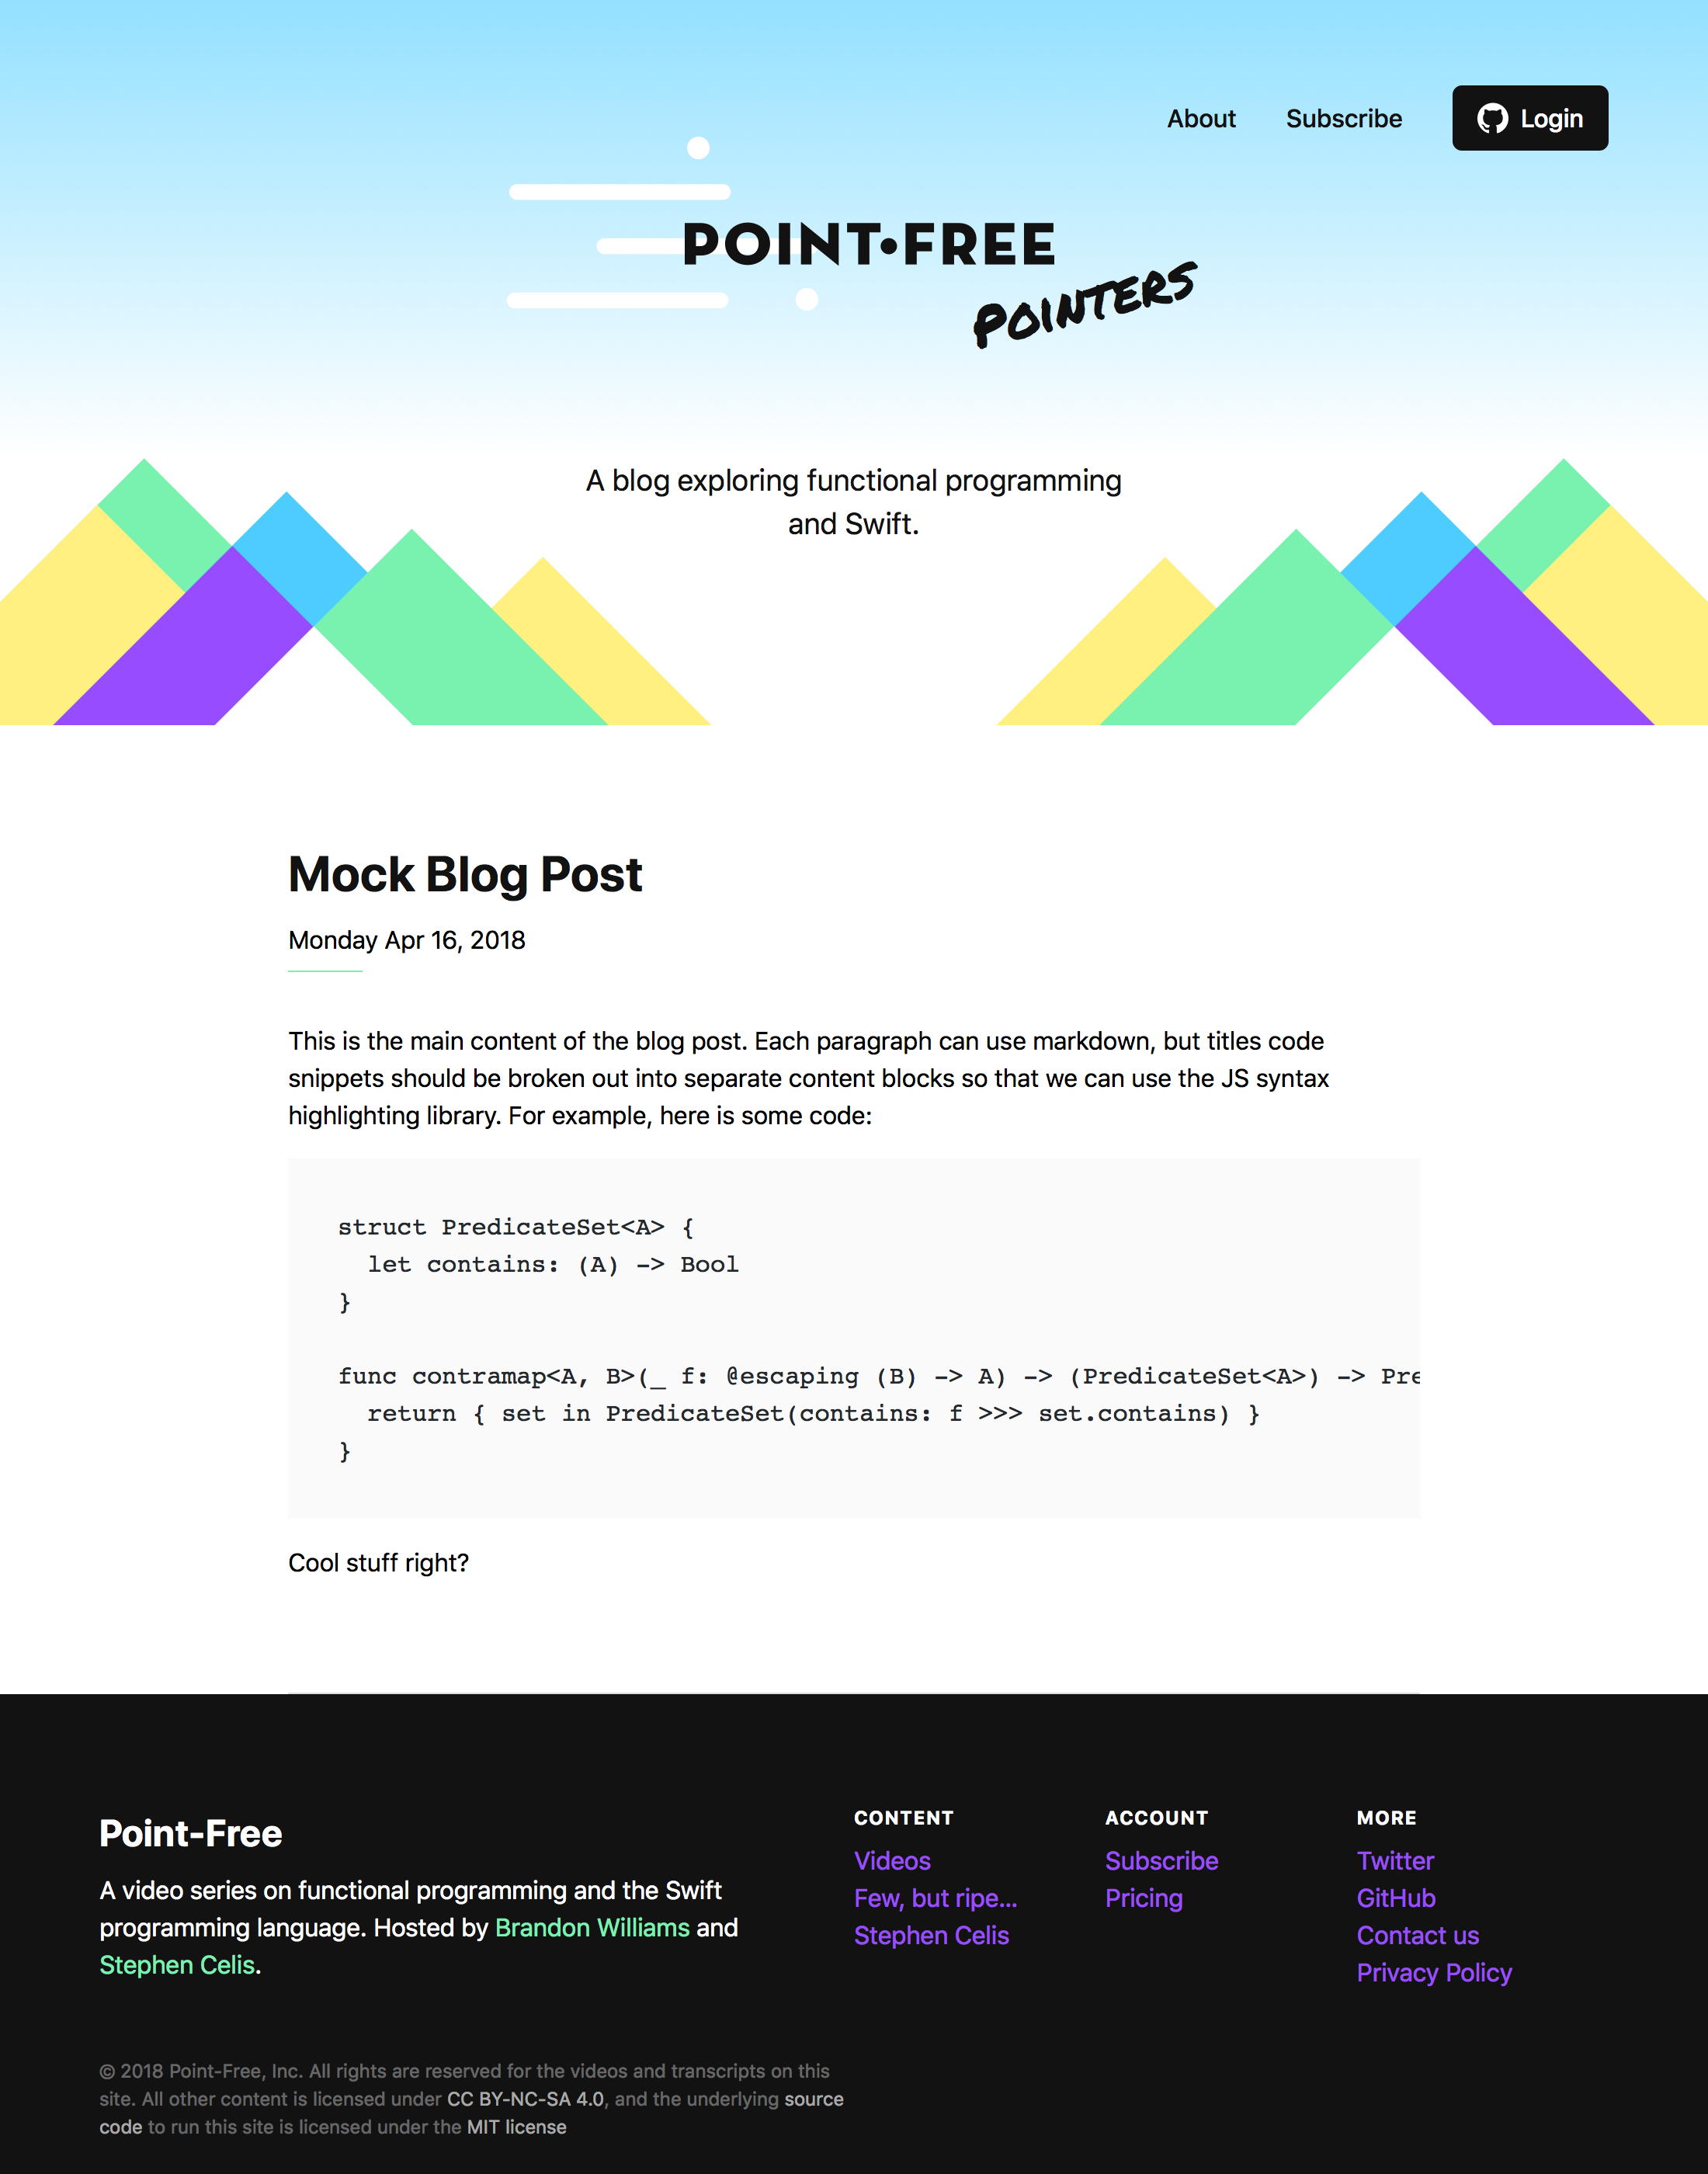 About Subscribe Login
POINT•FREE
POINTERS
A blog exploring functional programming
and Swift.
Mock Blog Post
Monday Apr 16, 2018
This is the main content of the blog post. Each paragraph can use markdown, but titles code
snippets should be broken out into separate content blocks so that we can use the JS syntax
highlighting library. For example, here is some code:
struct PredicateSet<A> {
  let contains: (A) -> Bool
}
func contramap<A, B>(_ f: @escaping (B) -> A) -> (PredicateSet<A>) -> Pre
  return { set in PredicateSet(contains: f >>> set.contains) }
}
Cool stuff right?
Point-Free
A video series on functional programming and the Swift
programming language. Hosted by Brandon Williams and
Stephen Celis.
CONTENT
Videos
Few, but ripe...
Stephen Celis
ACCOUNT
Subscribe
Pricing
MORE
Twitter
GitHub
Contact us
Privacy Policy
© 2018 Point-Free, Inc. All rights are reserved for the videos and transcripts on this
site. All other content is licensed under CC BY-NC-SA 4.0, and the underlying source
code to run this site is licensed under the MIT license